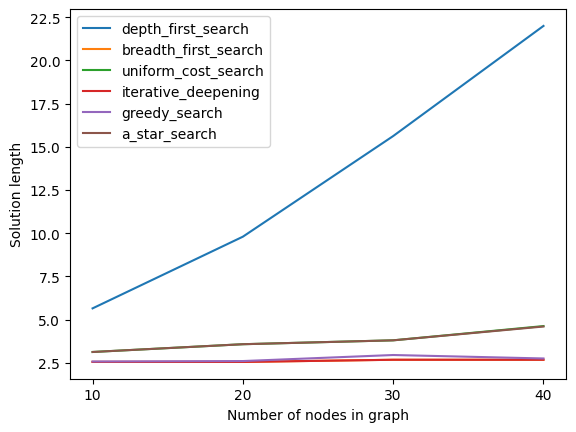 22.5
20.0
17.5
15.0
12.5
10.0
7.5
5.0
2.5
Solution length
depth_first_search
breadth_first_search
uniform_cost_search
iterative_deepening
greedy_search
a_star_search
10 20 30 40
Number of nodes in graph